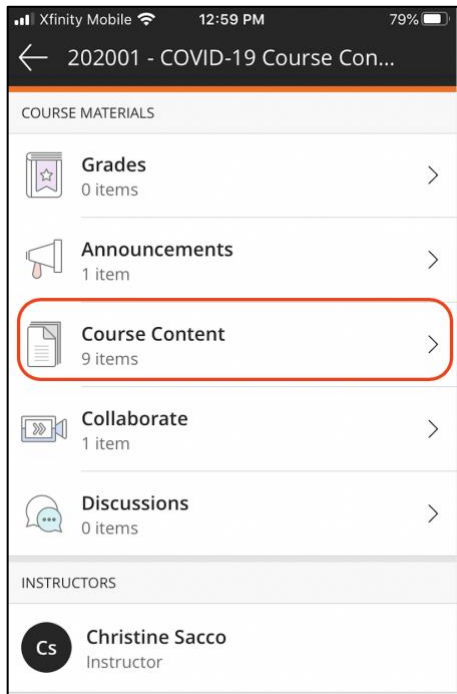 Xfinity Mobile 12:59 PM 79%
202001 - COVID-19 Course Con...
COURSE MATERIALS
Grades
0 items
Announcements
1 item
Course Content
9 items
Collaborate
1 item
Discussions
0 items
INSTRUCTORS
Cs
Christine Sacco
Instructor